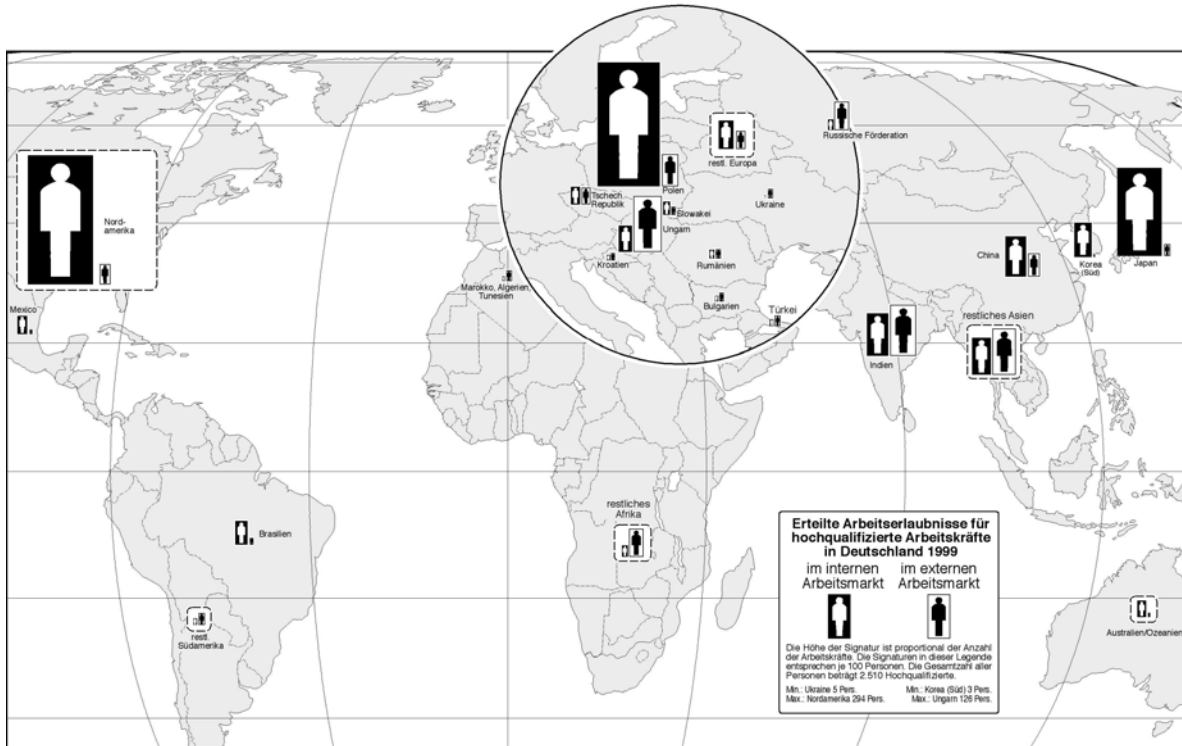 Nord-
amerika
Mexico
Brasilien
restl.
Südamerika
Marokko, Algerien,
Tunesien
restliches
Afrika
restl. Europa
Polen
Tschech.
Republik
Slowakei
Ungarn
Ukraine
Kroatien
Rumänien
Bulgarien
Türkei
Russische Förderation
China
Korea
(Süd)
Japan
Indien
restliches Asien
Australien/Ozeanien
Erteilte Arbeitserlaubnisse für
hochqualifizierte Arbeitskräfte
in Deutschland 1999
im internen
Arbeitsmarkt
im externen
Arbeitsmarkt
Die Höhe der Signatur ist proportional der Anzahl
der Arbeitskräfte. Die Signaturen in dieser Legende
entsprechen je 100 Personen. Die Gesamtzahl aller
Personen beträgt 2.510 Hochqualifizierte.
Min.: Ukraine 5 Pers.
Max.: Nordamerika 294 Pers.
Min.: Korea (Süd) 3 Pers.
Max.: Ungarn 126 Pers.